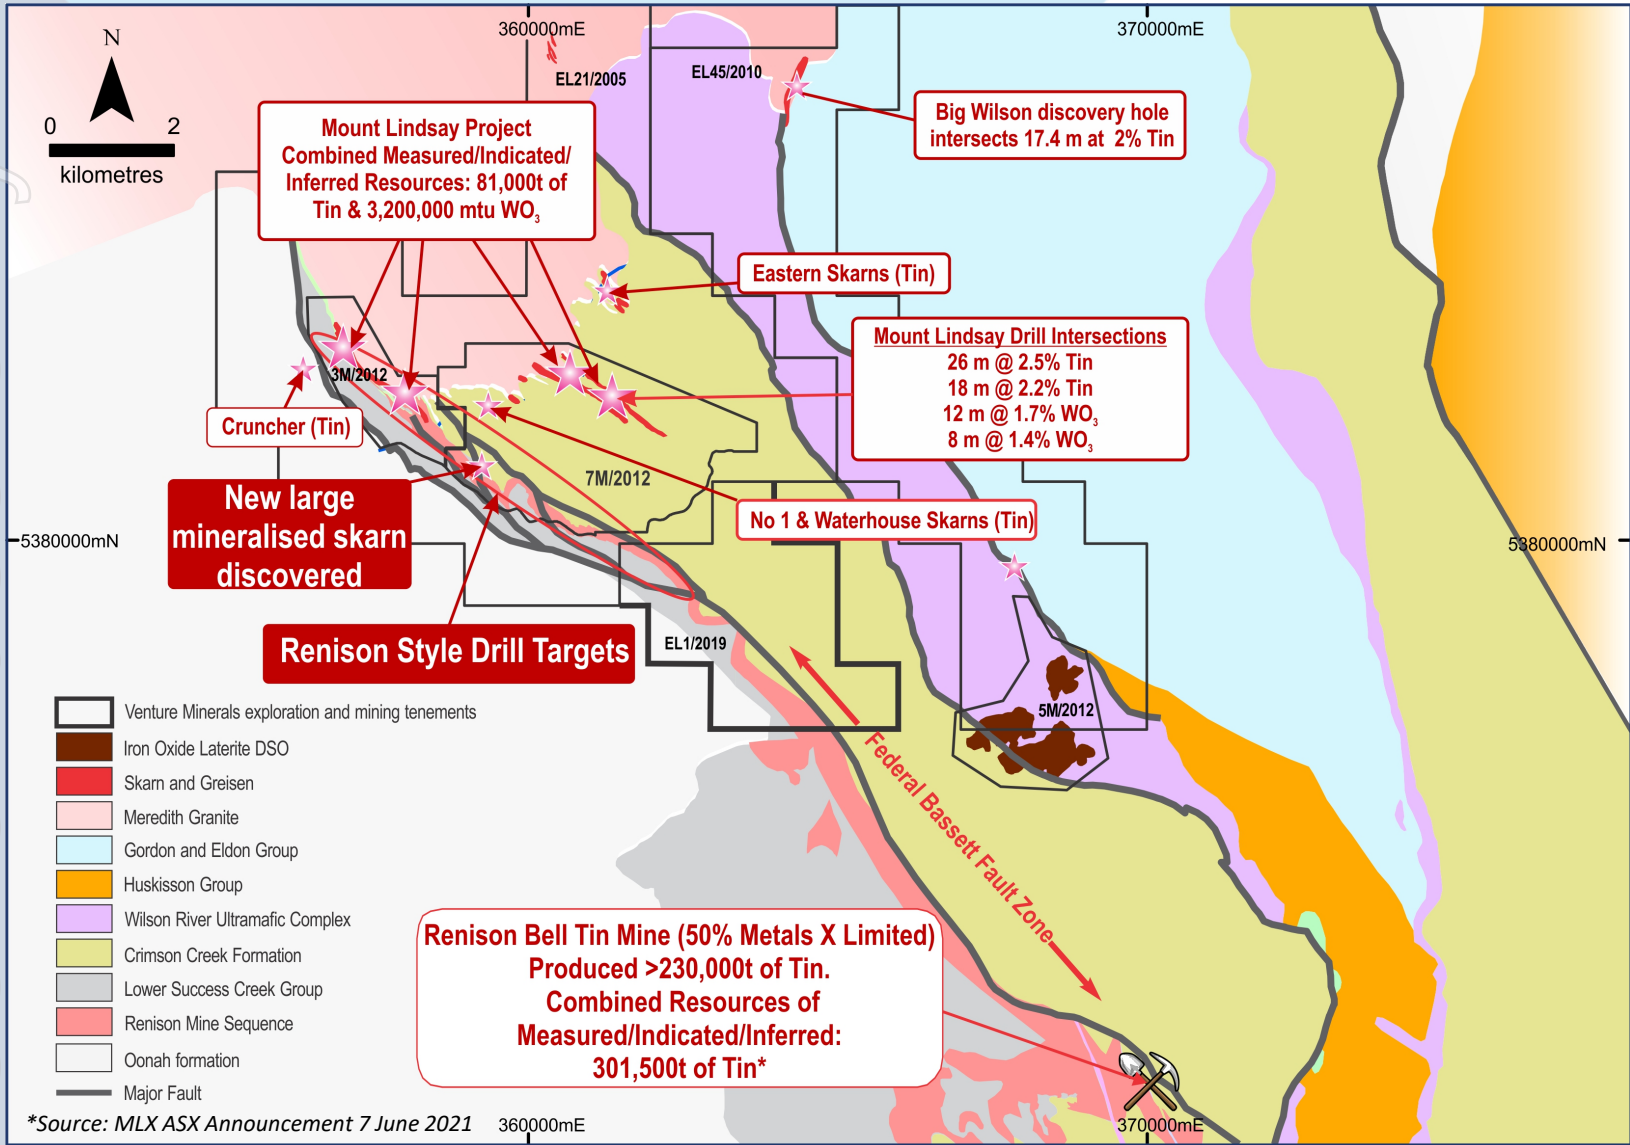 360000mE
370000mE
N
0 2
kilometres
EL21/2005
EL45/2010
Mount Lindsay Project
Combined Measured/Indicated/
Inferred Resources: 81,000t of
Tin & 3,200,000 mtu WO₃
Big Wilson discovery hole
intersects 17.4 m at 2% Tin
Eastern Skarns (Tin)
Mount Lindsay Drill Intersections
26 m @ 2.5% Tin
18 m @ 2.2% Tin
12 m @ 1.7% WO₃
8 m @ 1.4% WO₃
3M/2012
Cruncher (Tin)
7M/2012
New large
mineralised skarn
discovered
No 1 & Waterhouse Skarns (Tin)
5380000mN
5380000mN
Renison Style Drill Targets
EL1/2019
5M/2012
Federal Bassett Fault Zone
Venture Minerals exploration and mining tenements
Iron Oxide Laterite DSO
Skarn and Greisen
Meredith Granite
Gordon and Eldon Group
Huskisson Group
Wilson River Ultramafic Complex
Crimson Creek Formation
Lower Success Creek Group
Renison Mine Sequence
Oonah formation
Major Fault
Renison Bell Tin Mine (50% Metals X Limited)
Produced >230,000t of Tin.
Combined Resources of
Measured/Indicated/Inferred:
301,500t of Tin*
*Source: MLX ASX Announcement 7 June 2021
360000mE
370000mE